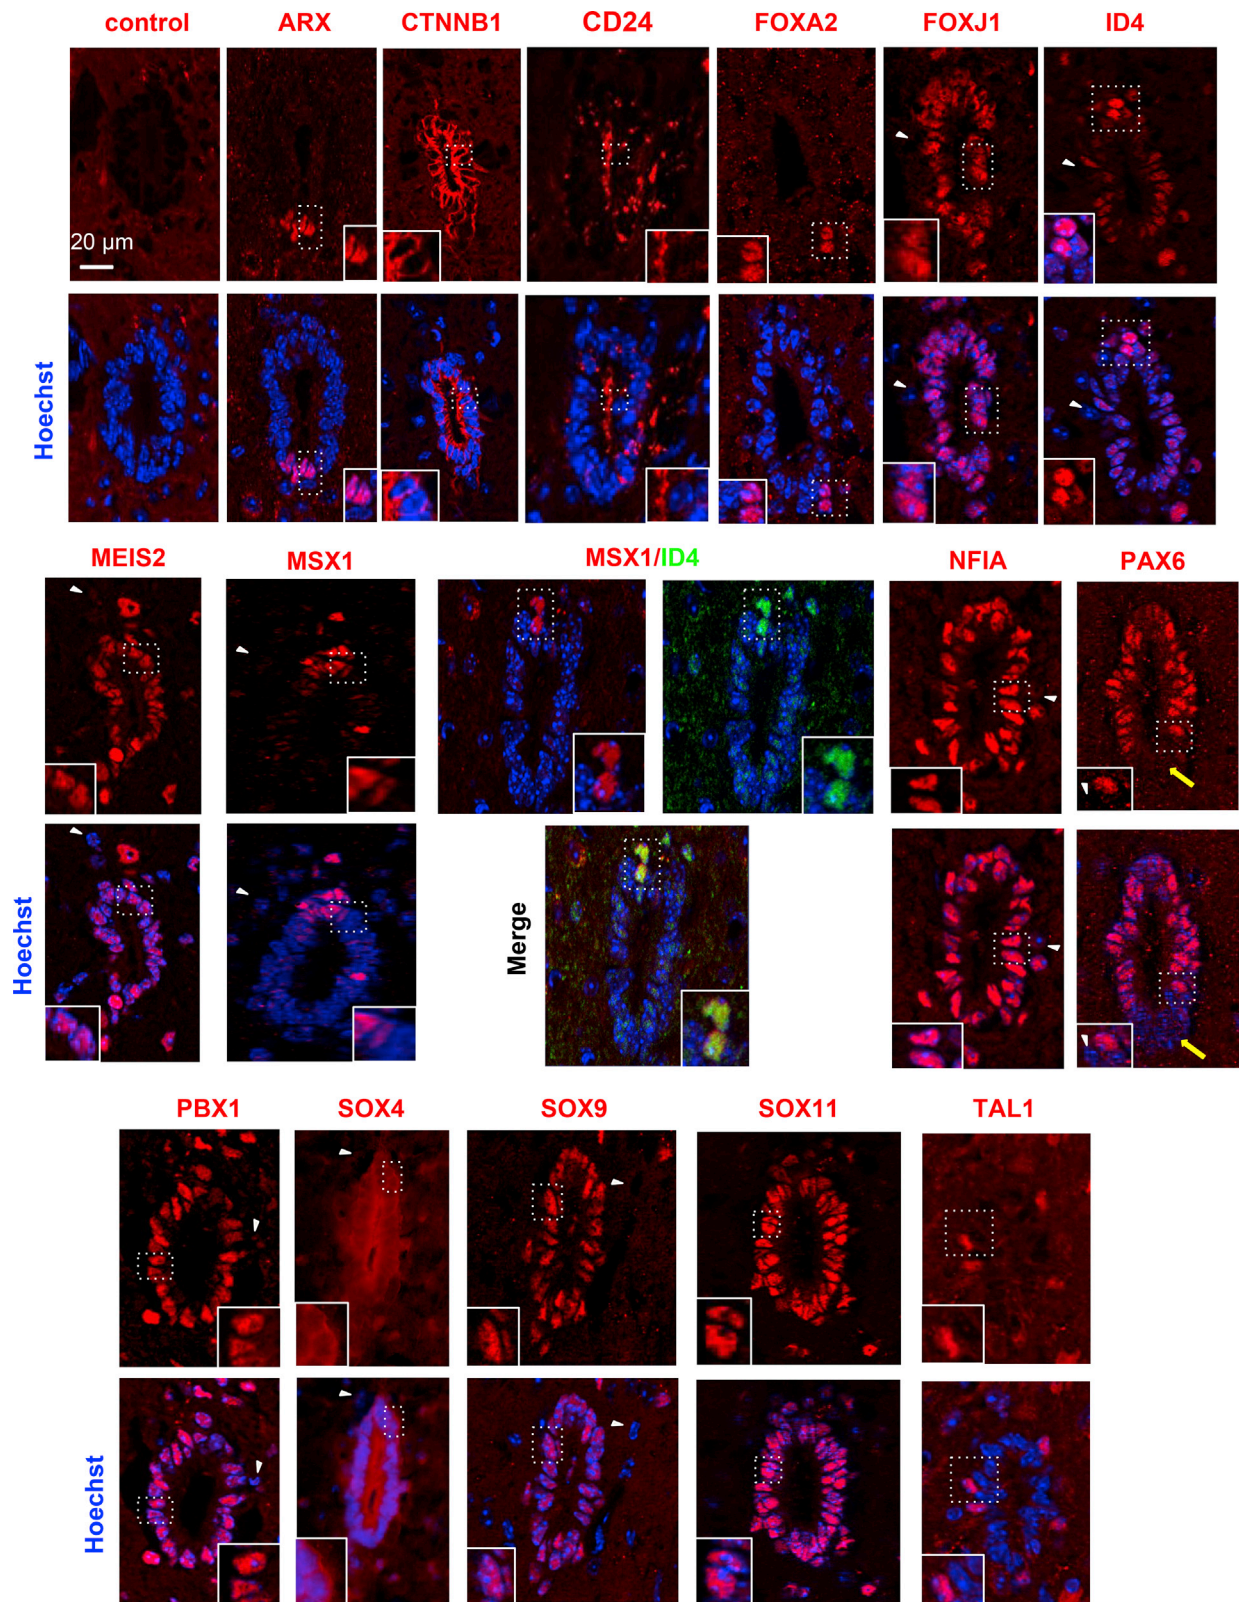 control ARX CTNNB1 CD24 FOXA2 FOXJ1 ID4
20 µm
Hoechst
MEIS2 MSX1 MSX1/ID4 NFIA PAX6
Hoechst
Merge
PBX1 SOX4 SOX9 SOX11 TAL1
Hoechst